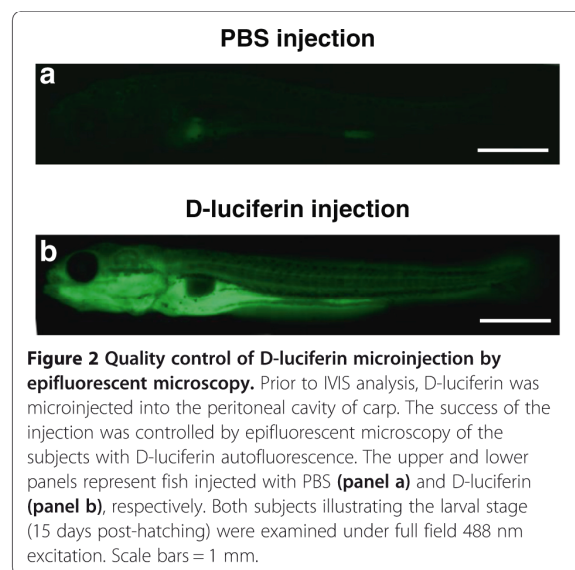 PBS injection
a
D-luciferin injection
b
Figure 2 Quality control of D-luciferin microinjection by
epifluorescent microscopy. Prior to IVIS analysis, D-luciferin was
microinjected into the peritoneal cavity of carp. The success of the
injection was controlled by epifluorescent microscopy of the
subjects with D-luciferin autofluorescence. The upper and lower
panels represent fish injected with PBS (panel a) and D-luciferin
(panel b), respectively. Both subjects illustrating the larval stage
(15 days post-hatching) were examined under full field 488 nm
excitation. Scale bars = 1 mm.